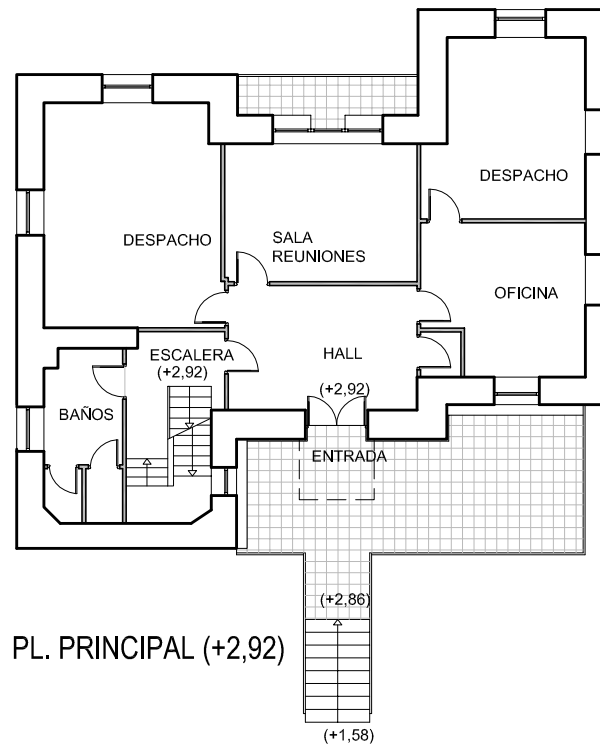 DESPACHO
DESPACHO
SALA
REUNIONES
OFICINA
ESCALERA
(+2,92)
HALL
(+2,92)
BAÑOS
ENTRADA
(+2,86)
PL. PRINCIPAL (+2,92)
(+1,58)